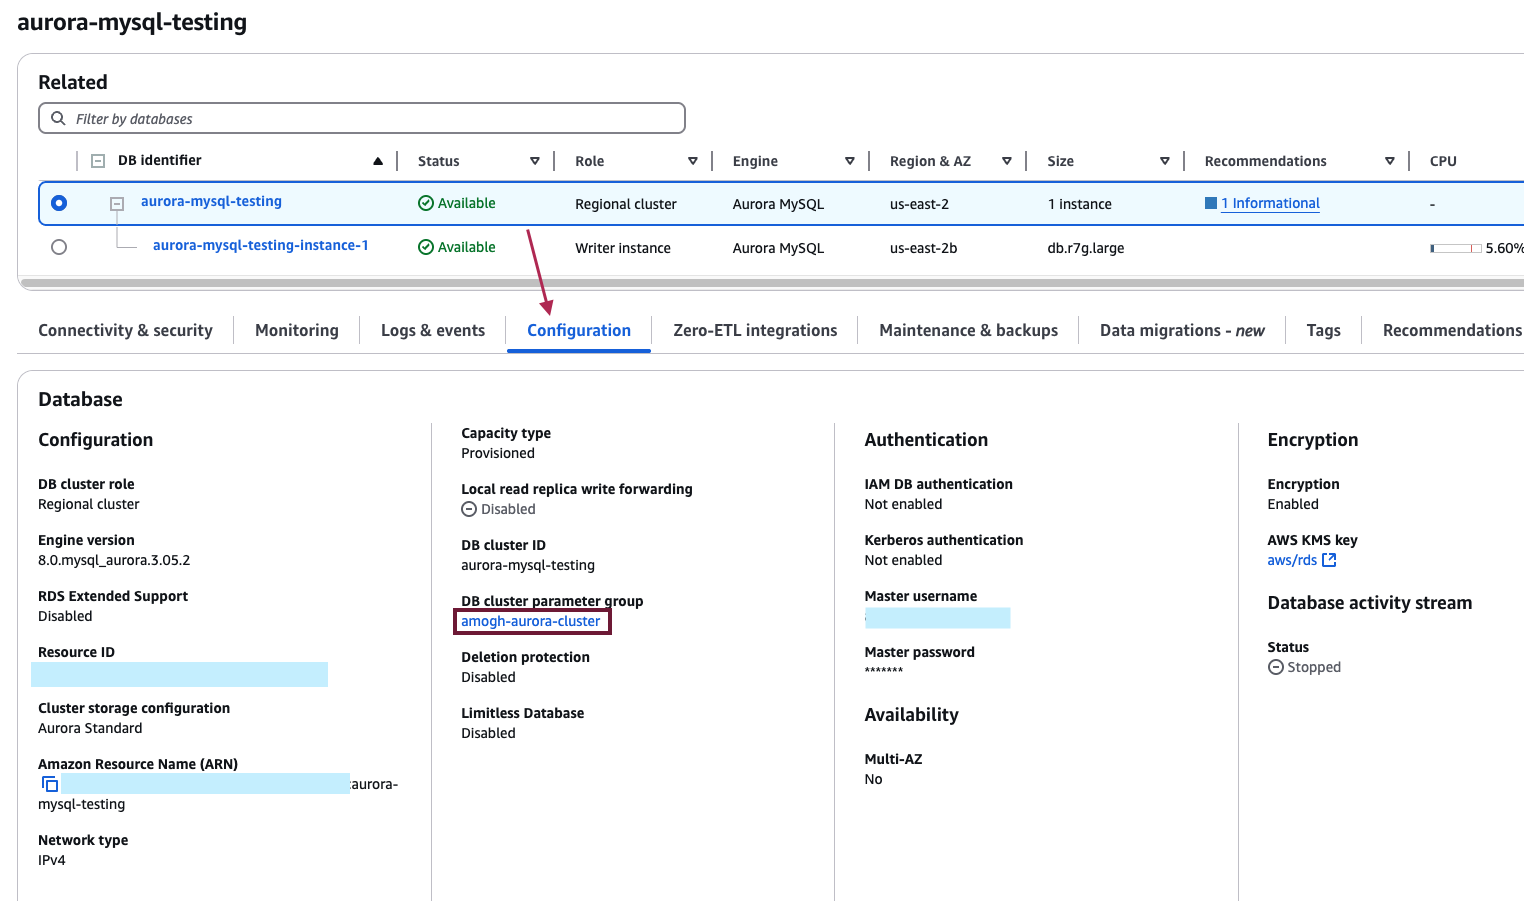 aurora-mysql-testing
Related
Filter by databases
DB identifier Status Role Engine Region & AZ Size Recommendations CPU
aurora-mysql-testing Available Regional cluster Aurora MySQL us-east-2 1 instance 1 Informational -
aurora-mysql-testing-instance-1 Available Writer instance Aurora MySQL us-east-2b db.r7g.large 5.60%
Connectivity & security Monitoring Logs & events Configuration Zero-ETL integrations Maintenance & backups Data migrations - new Tags Recommendations
Database
Configuration
DB cluster role
Regional cluster
Engine version
8.0.mysql_aurora.3.05.2
RDS Extended Support
Disabled
Resource ID
Cluster storage configuration
Aurora Standard
Amazon Resource Name (ARN)
:aurora-
mysql-testing
Network type
IPv4
Capacity type
Provisioned
Local read replica write forwarding
Disabled
DB cluster ID
aurora-mysql-testing
DB cluster parameter group
amogh-aurora-cluster
Deletion protection
Disabled
Limitless Database
Disabled
Authentication
IAM DB authentication
Not enabled
Kerberos authentication
Not enabled
Master username
Master password
*******
Availability
Multi-AZ
No
Encryption
Encryption
Enabled
AWS KMS key
aws/rds
Database activity stream
Status
Stopped